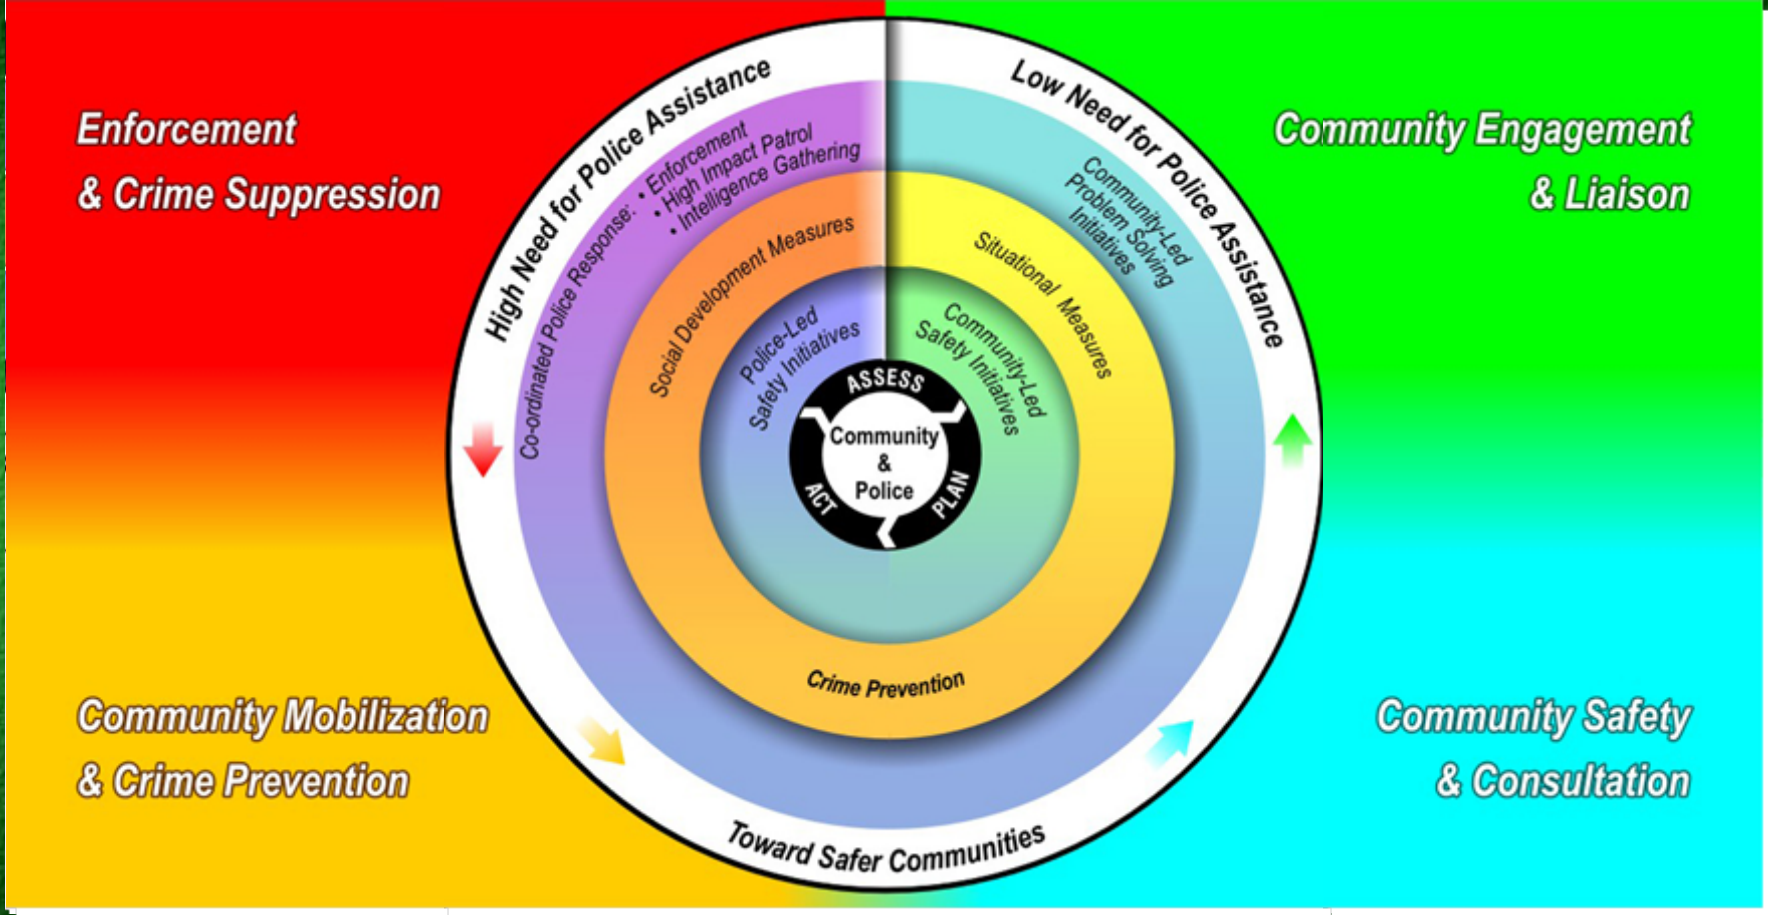 Enforcement
& Crime Suppression
Community Engagement
& Liaison
High Need for Police Assistance
Low Need for Police Assistance
Co-ordinated Police Response:
• Enforcement
• High Impact Patrol
• Intelligence Gathering
Community-Led
Problem Solving
Initiatives
Social Development Measures
Situational Measures
Police-Led
Safety Initiatives
Community-Led
Safety Initiatives
ASSESS
PLAN
ACT
Community
&
Police
Crime Prevention
Toward Safer Communities
Community Mobilization
& Crime Prevention
Community Safety
& Consultation